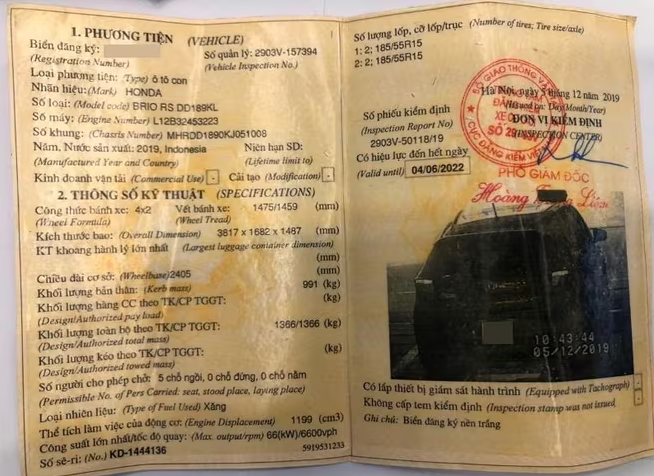 1. PHƯƠNG TIỆN (VEHICLE)
Biển đăng ký: Số quản lý: 2903V-157394
(Registration Number) (Vehicle Inspection No.)
Loại phương tiện: (Type) ô tô con
Nhãn hiệu: (Mark) HONDA
Số loại: (Model code) BRIO RS DD189KL
Số máy: (Engine Number) L12B32453523
Số khung: (Chassis Number) MHRDD1890KJ051008
Năm, Nước sản xuất: 2019, Indonesia Niên hạn SD:
(Manufactured Year and Country) (Lifetime limit to)
Kinh doanh vận tải (Commercial Use) - Cải tạo (Modification) -
2. THÔNG SỐ KỸ THUẬT (SPECIFICATIONS)
Công thức bánh xe: 4x2 Vết bánh xe: 1475/1459 (mm)
(Wheel Formula) (Wheel Tread)
Kích thước bao: (Overall Dimension) 3817 x 1682 x 1487 (mm)
KT khoang hành lý lớn nhất (Largest luggage container dimension)
(mm)
Chiều dài cơ sở: (Wheelbase) 2405 (mm)
Khối lượng bản thân: (Kerb mass) 991 (kg)
Khối lượng hàng CC theo TK/CP TGGT: (kg)
(Design/Authorized pay load)
Khối lượng toàn bộ theo TK/CP TGGT: 1366/1366 (kg)
(Design/Authorized total mass)
Khối lượng kéo theo TK/CP TGGT: (kg)
(Design/Authorized towed mass)
Số người cho phép chở: 5 chỗ ngồi, 0 chỗ đứng, 0 chỗ nằm
(Permissible No. of Pers Carried: seat, stood place, laying place)
Loại nhiên liệu: (Type of Fuel Used) Xăng
Thể tích làm việc của động cơ: (Engine Displacement) 1199 (cm3)
Công suất lớn nhất/tốc độ quay: (Max. output/rpm) 66(kW)/6600vph
Số sê-ri: (No.) KD-1444136 5919531253
Số lượng lốp, cỡ lốp/trục (Number of tires; Tire size/axle)
1: 2; 185/55R15
2: 2; 185/55R15
Hà Nội, ngày 5 tháng 12 năm 2019
(Issued on: Day/Month/Year)
Số phiếu kiểm định ĐƠN VỊ KIỂM ĐỊNH
(Inspection Report No) (INSPECTION CENTER)
2903V-50118/19
Có hiệu lực đến hết ngày
(Valid until) 04/06/2022
PHÓ GIÁM ĐỐC
Hoàng Liêm
10:43:44
05/12/2019
Có lắp thiết bị giám sát hành trình (Equipped with Tachograph) -
Không cấp tem kiểm định (Inspection stamp was not issued) -
Ghi chú: Biển đăng ký nền trắng